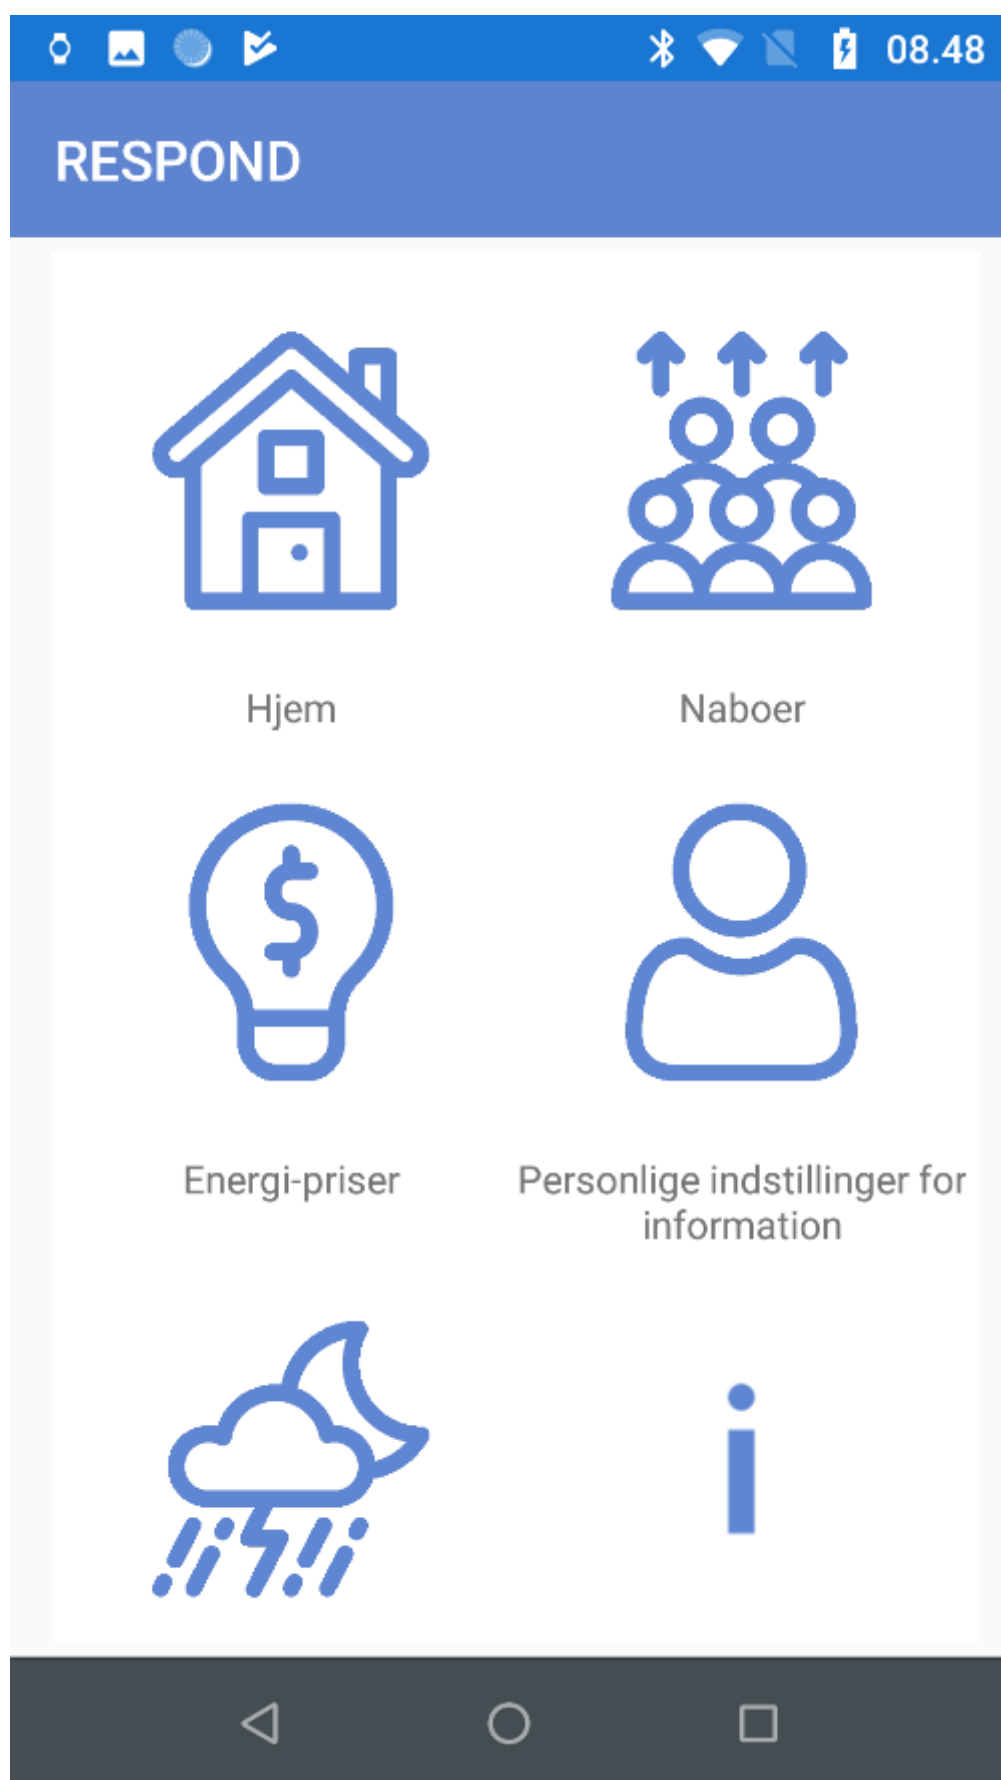 08.48
RESPOND
Hjem
Naboer
Energi-priser
Personlige indstillinger for
information